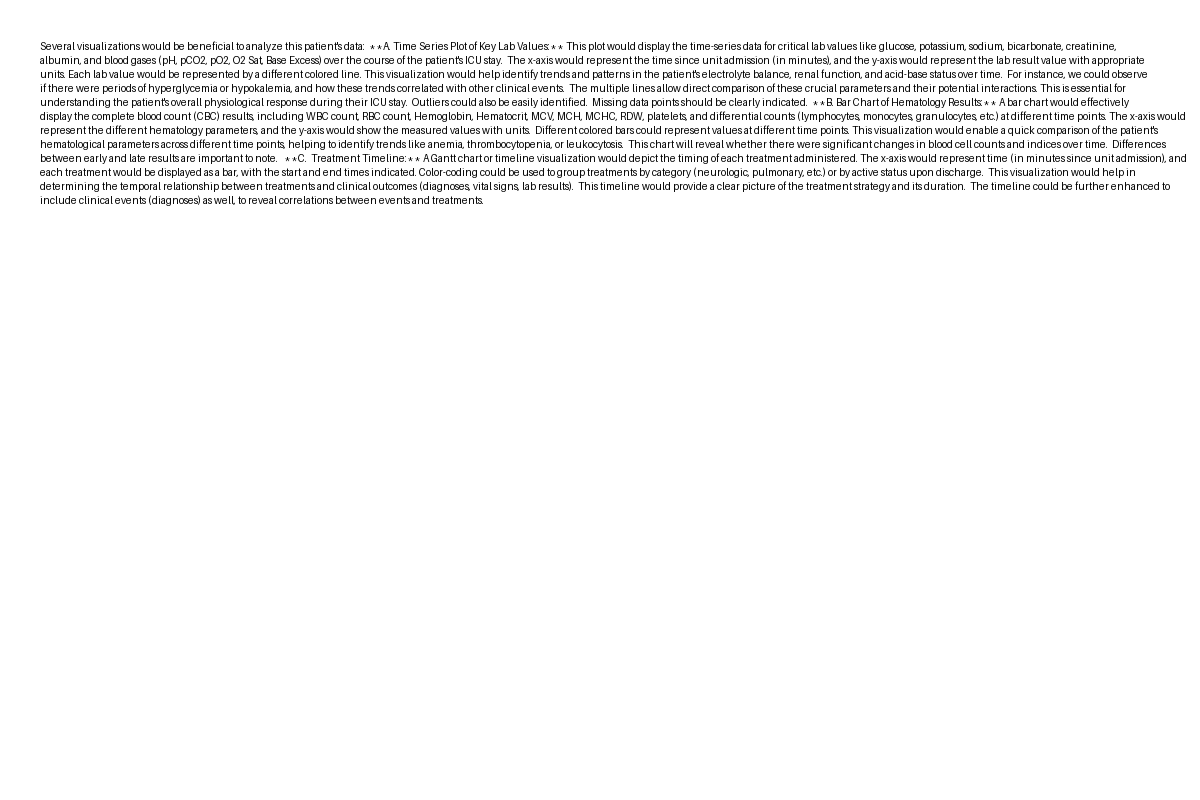 Several visualizations would be beneficial to analyze this patient's data:  **A. Time Series Plot of Key Lab Values:** This plot would display the time-series data for critical lab values like glucose, potassium, sodium, bicarbonate, creatinine,
albumin, and blood gases (pH, pCO2, pO2, O2 Sat, Base Excess) over the course of the patient's ICU stay.  The x-axis would represent the time since unit admission (in minutes), and the y-axis would represent the lab result value with appropriate
units. Each lab value would be represented by a different colored line. This visualization would help identify trends and patterns in the patient's electrolyte balance, renal function, and acid-base status over time.  For instance, we could observe
if there were periods of hyperglycemia or hypokalemia, and how these trends correlated with other clinical events.  The multiple lines allow direct comparison of these crucial parameters and their potential interactions. This is essential for
understanding the patient's overall physiological response during their ICU stay.  Outliers could also be easily identified.  Missing data points should be clearly indicated.  **B. Bar Chart of Hematology Results:** A bar chart would effectively
display the complete blood count (CBC) results, including WBC count, RBC count, Hemoglobin, Hematocrit, MCV, MCH, MCHC, RDW, platelets, and differential counts (lymphocytes, monocytes, granulocytes, etc.) at different time points. The x-axis would
represent the different hematology parameters, and the y-axis would show the measured values with units.  Different colored bars could represent values at different time points. This visualization would enable a quick comparison of the patient's
hematological parameters across different time points, helping to identify trends like anemia, thrombocytopenia, or leukocytosis.  This chart will reveal whether there were significant changes in blood cell counts and indices over time.  Differences
between early and late results are important to note.  **C.  Treatment Timeline:** A Gantt chart or timeline visualization would depict the timing of each treatment administered. The x-axis would represent time (in minutes since unit admission), and
each treatment would be displayed as a bar, with the start and end times indicated. Color-coding could be used to group treatments by category (neurologic, pulmonary, etc.) or by active status upon discharge.  This visualization would help in
determining the temporal relationship between treatments and clinical outcomes (diagnoses, vital signs, lab results).  This timeline would provide a clear picture of the treatment strategy and its duration.  The timeline could be further enhanced to
include clinical events (diagnoses) as well, to reveal correlations between events and treatments.